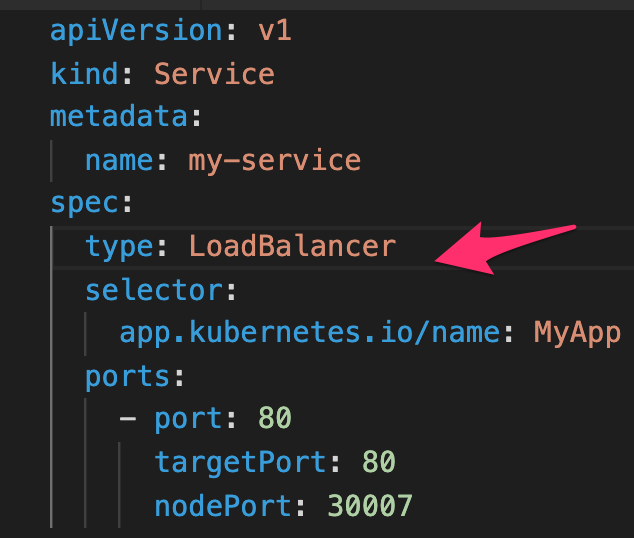 apiVersion: v1
kind: Service
metadata:
  name: my-service
spec:
  type: LoadBalancer
  selector:
    app.kubernetes.io/name: MyApp
  ports:
    - port: 80
      targetPort: 80
      nodePort: 30007